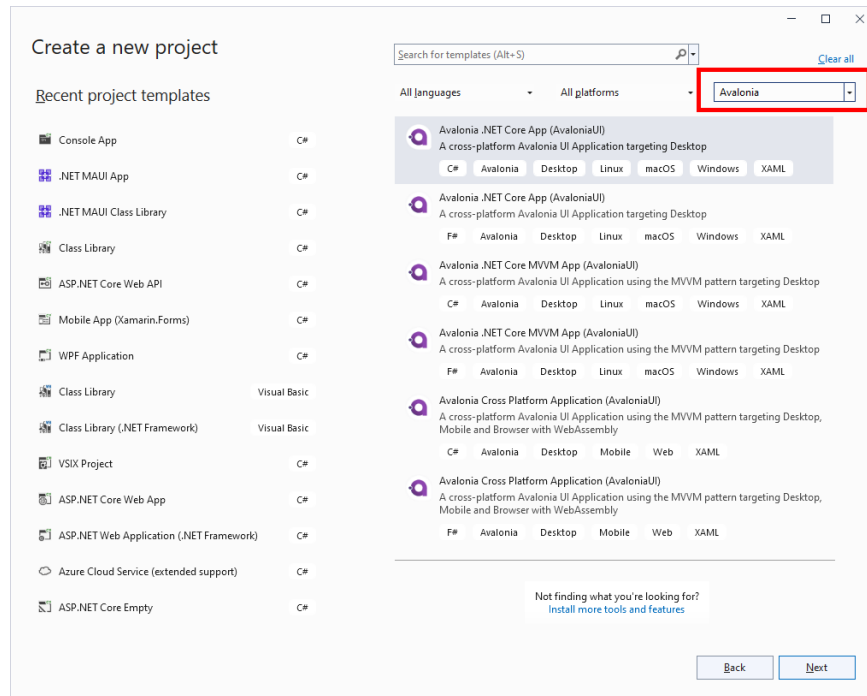 Create a new project
Search for templates (Alt+S)
Clear all
All languages
All platforms
Avalonia
Recent project templates
Console App C#
.NET MAUI App C#
.NET MAUI Class Library C#
Class Library C#
ASP.NET Core Web API C#
Mobile App (Xamarin.Forms) C#
WPF Application C#
Class Library Visual Basic
Class Library (.NET Framework) Visual Basic
VSIX Project C#
ASP.NET Core Web App C#
ASP.NET Web Application (.NET Framework) C#
Azure Cloud Service (extended support) C#
ASP.NET Core Empty C#
Avalonia .NET Core App (AvaloniaUI)
A cross-platform Avalonia UI Application targeting Desktop
C# Avalonia Desktop Linux macOS Windows XAML
Avalonia .NET Core App (AvaloniaUI)
A cross-platform Avalonia UI Application targeting Desktop
F# Avalonia Desktop Linux macOS Windows XAML
Avalonia .NET Core MVVM App (AvaloniaUI)
A cross-platform Avalonia UI Application using the MVVM pattern targeting Desktop
C# Avalonia Desktop Linux macOS Windows XAML
Avalonia .NET Core MVVM App (AvaloniaUI)
A cross-platform Avalonia UI Application using the MVVM pattern targeting Desktop
F# Avalonia Desktop Linux macOS Windows XAML
Avalonia Cross Platform Application (AvaloniaUI)
A cross-platform Avalonia UI Application using the MVVM pattern targeting Desktop,
Mobile and Browser with WebAssembly
C# Avalonia Desktop Mobile Web XAML
Avalonia Cross Platform Application (AvaloniaUI)
A cross-platform Avalonia UI Application using the MVVM pattern targeting Desktop,
Mobile and Browser with WebAssembly
F# Avalonia Desktop Mobile Web XAML
Not finding what you're looking for?
Install more tools and features
Back
Next